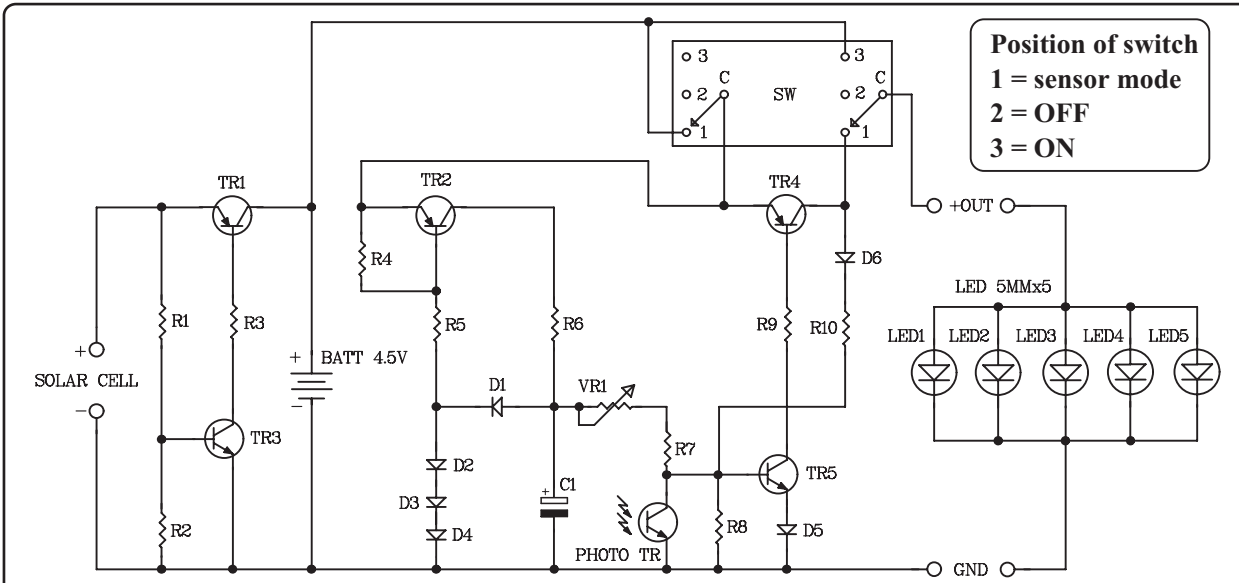 Position of switch
1 = sensor mode
2 = OFF
3 = ON
3
3
C
C
2
SW
2
1
1
TR1
TR2
TR4
+OUT
R4
D6
LED 5MMx5
R1
R3
R5
R6
R9
R10
LED1
LED2
LED3
LED4
LED5
+
SOLAR CELL
-
+
BATT 4.5V
-
D1
VR1
TR3
R7
D2
TR5
C1
+
D3
R2
D4
R8
D5
PHOTO TR
GND